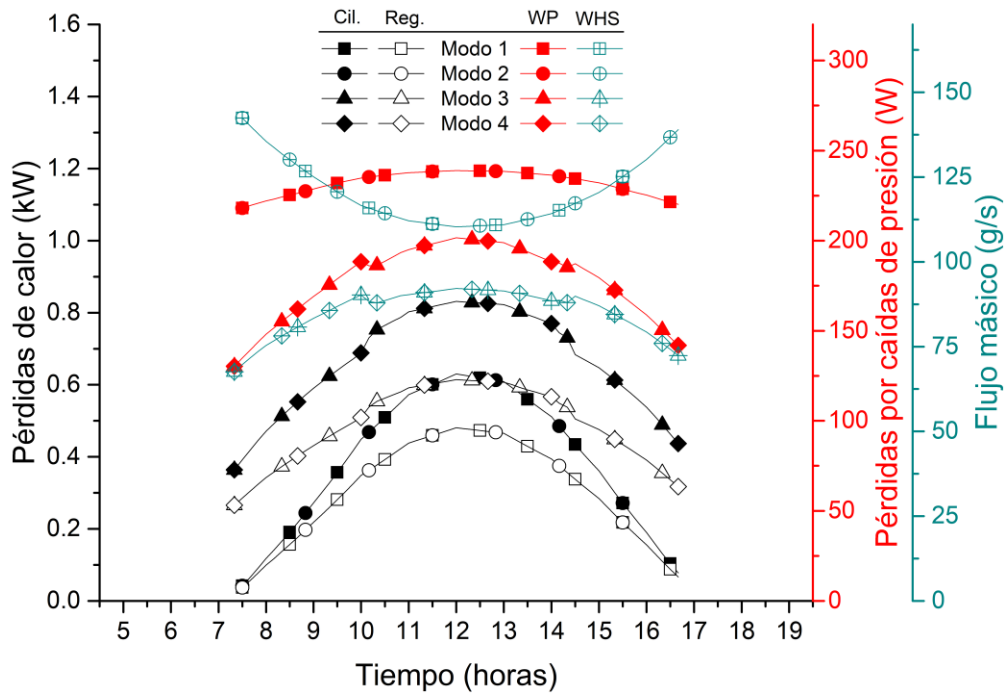 Cil. Reg. WP WHS
Modo 1
Modo 2
Modo 3
Modo 4
Pérdidas de calor (kW)
1.6
1.4
1.2
1.0
0.8
0.6
0.4
0.2
0.0
5 6 7 8 9 10 11 12 13 14 15 16 17 18 19
Tiempo (horas)
300
250
200
150
100
50
0
Pérdidas por caídas de presión (W)
150
125
100
75
50
25
0
Flujo másico (g/s)